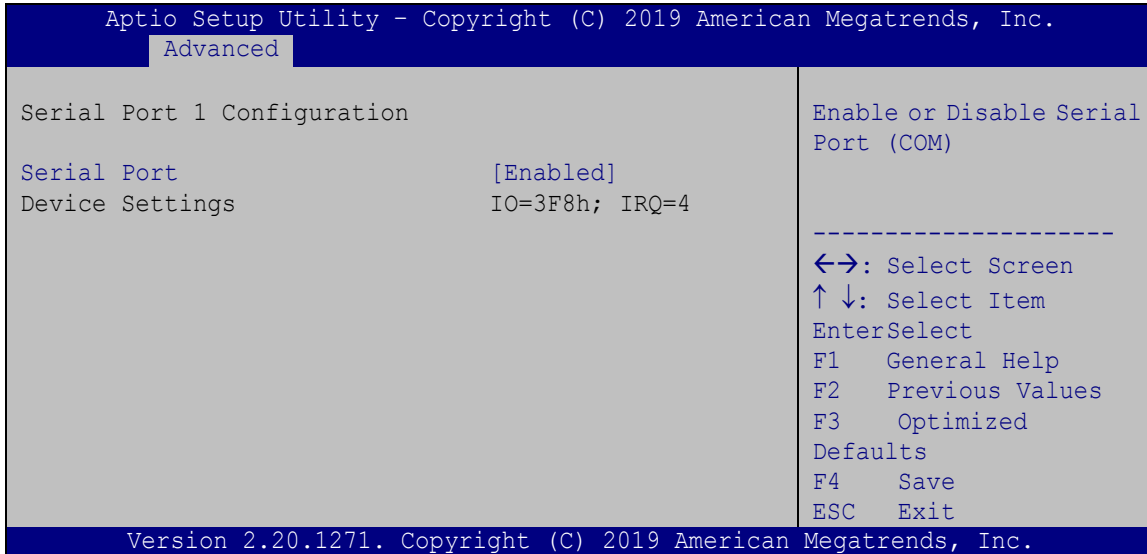 Aptio Setup Utility – Copyright (C) 2019 American Megatrends, Inc.
Advanced
Serial Port 1 Configuration
Serial Port [Enabled]
Device Settings IO=3F8h; IRQ=4
Enable or Disable Serial
Port (COM)
---------------------
←→: Select Screen
↑ ↓: Select Item
EnterSelect
F1 General Help
F2 Previous Values
F3 Optimized
Defaults
F4 Save
ESC Exit
Version 2.20.1271. Copyright (C) 2019 American Megatrends, Inc.